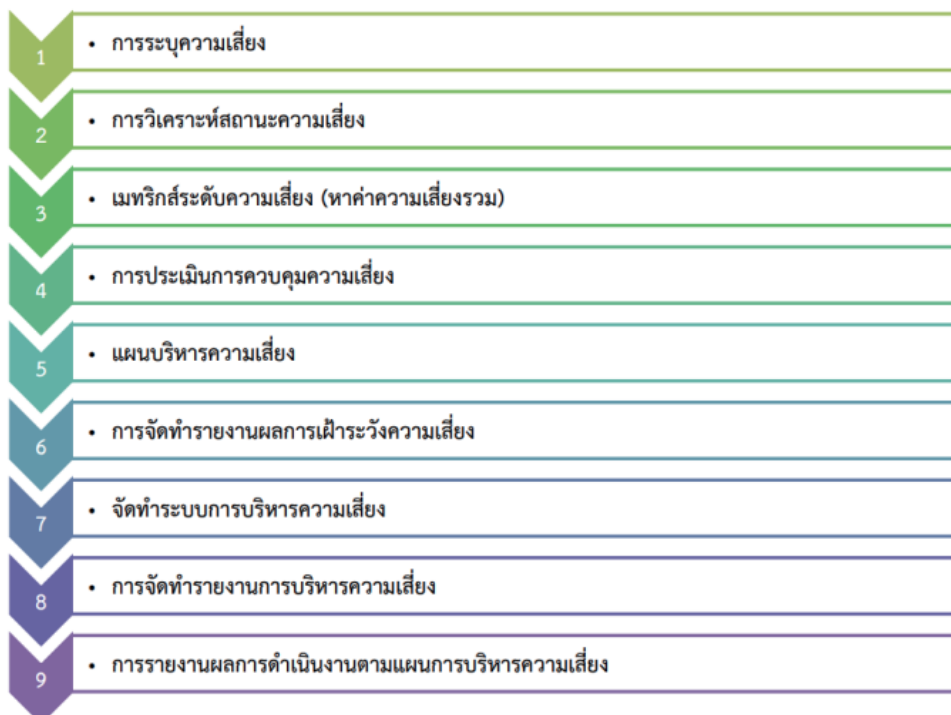 1
• การระบุความเสี่ยง
2
• การวิเคราะห์สถานะความเสี่ยง
3
• เมทริกส์ระดับความเสี่ยง (หาค่าความเสี่ยงรวม)
4
• การประเมินการควบคุมความเสี่ยง
5
• แผนบริหารความเสี่ยง
6
• การจัดทำรายงานผลการเฝ้าระวังความเสี่ยง
7
• จัดทำระบบการบริหารความเสี่ยง
8
• การจัดทำรายงานการบริหารความเสี่ยง
9
• การรายงานผลการดำเนินงานตามแผนการบริหารความเสี่ยง